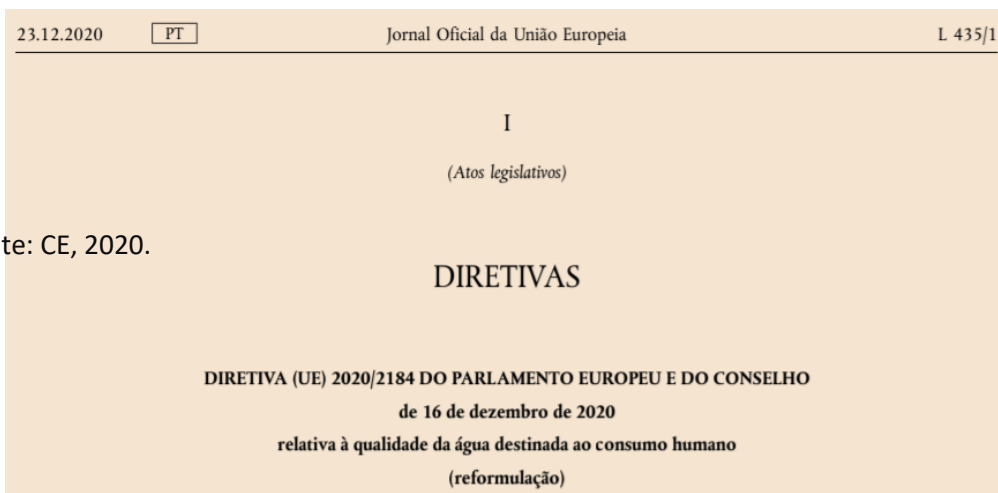 23.12.2020 PT Jornal Oficial da União Europeia L 435/1
I
(Atos legislativos)
te: CE, 2020.
DIRETIVAS
DIRETIVA (UE) 2020/2184 DO PARLAMENTO EUROPEU E DO CONSELHO
de 16 de dezembro de 2020
relativa à qualidade da água destinada ao consumo humano
(reformulação)